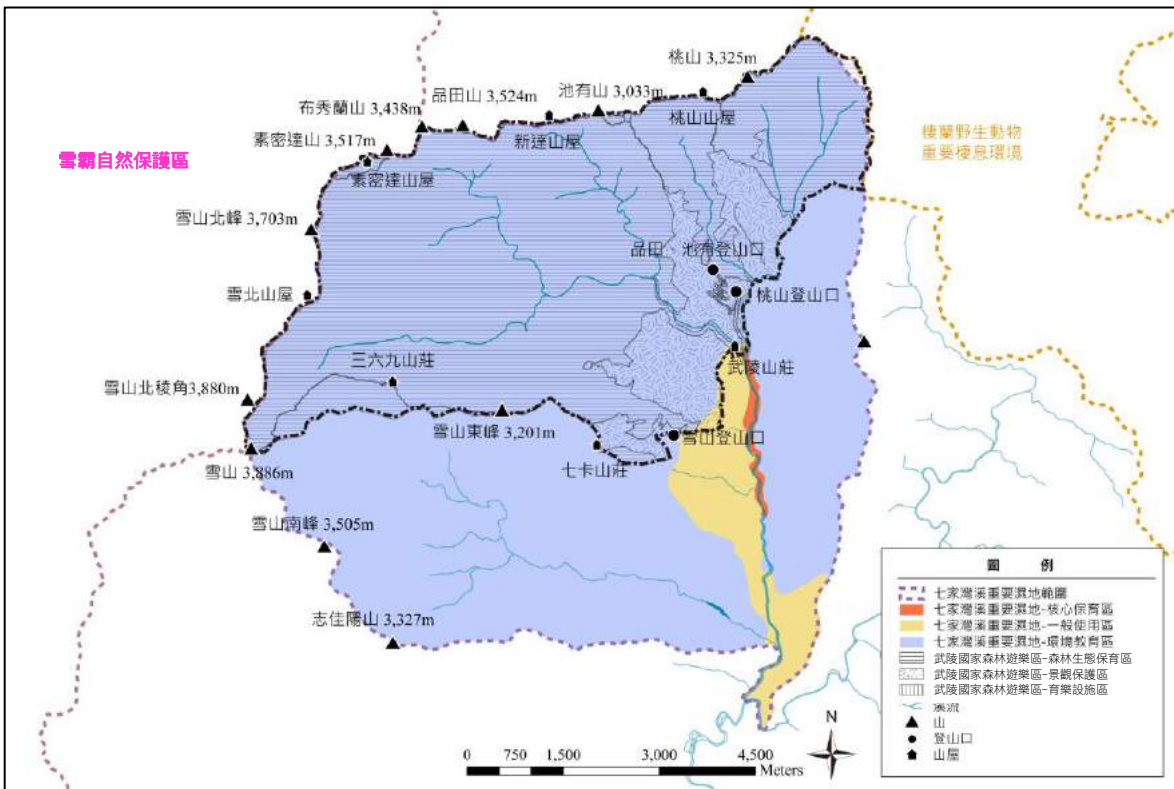 桃山 3,325m
池有山 3,033m
品田山 3,524m
布秀蘭山 3,438m
素密達山 3,517m
桃山山屋
新達山屋
素密達山屋
棲蘭野生動物
重要棲息環境
雪霸自然保護區
雪山北峰 3,703m
品田
池有登山口
桃山登山口
雪北山屋
三六九山莊
武陵山莊
雪山北稜角3,880m
雪山東峰 3,201m
雪山登山口
七卡山莊
雪山 3,886m
雪山南峰 3,505m
志佳陽山 3,327m
圖 例
七家灣溪重要濕地範圍
七家灣溪重要濕地-核心保育區
七家灣溪重要濕地-一般使用區
七家灣溪重要濕地-環境教育區
武陵國家森林遊樂區-森林生態保育區
武陵國家森林遊樂區-景觀保護區
武陵國家森林遊樂區-育樂設施區
溪流
山
登山口
山屋
N
0 750 1,500 3,000 4,500
Meters